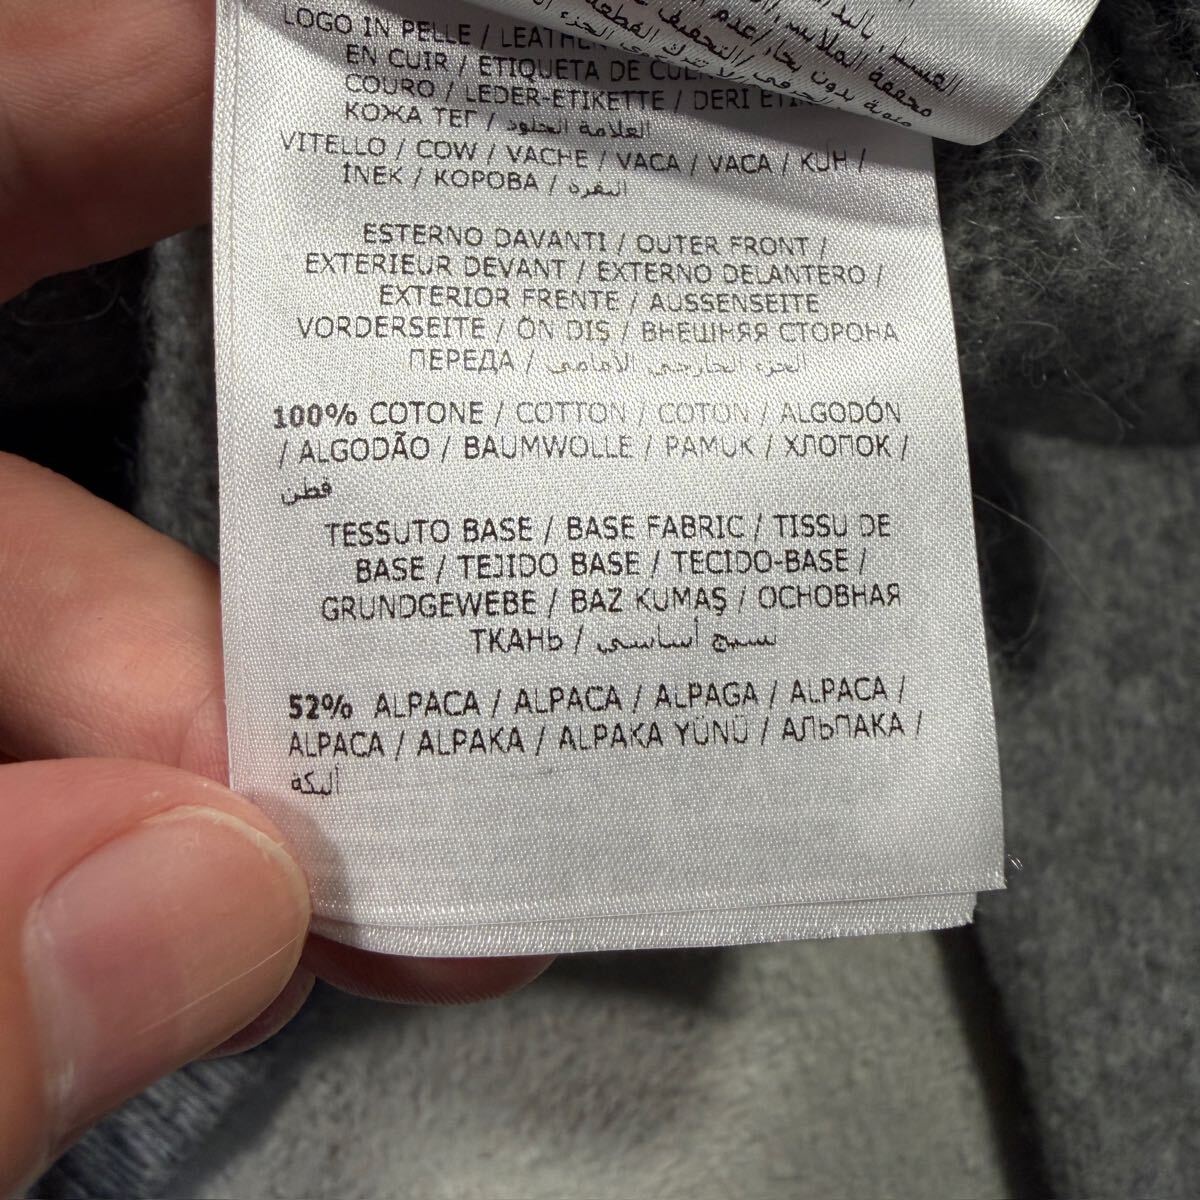 LOGO IN PELLE /
EN CUIR / ETIQUETA DE
COURO / LEDER-ETIKETTE / DERI
КОЖА ТЕГ / العلامة الجلود
VITELLO / COW / VACHE / VACA / VACA / KUH /
İNEK / КОРОВА / البقرة
ESTERNO DAVANTI / OUTER FRONT /
EXTERIEUR DEVANT / EXTERNO DELANTERO /
EXTERIOR FRENTE / AUSSENSEITE
VORDERSEITE / ÖN DIŞ / ВНЕШНЯЯ СТОРОНА
ПЕРЕДА / الجزء الخارجي الأمامي
100% COTONE / COTTON / COTON / ALGODÓN
/ ALGODÃO / BAUMWOLLE / PAMUK / ХЛОПОК /
قطن
TESSUTO BASE / BASE FABRIC / TISSU DE
BASE / TEJIDO BASE / TECIDO-BASE /
GRUNDGEWEBE / BAZ KUMAŞ / ОСНОВНАЯ
ТКАНЬ / نسيج أساسي
52% ALPACA / ALPACA / ALPAGA / ALPACA /
ALPACA / ALPAKA / ALPAKA YÜNÜ / АЛЬПАКА /
ألبكة